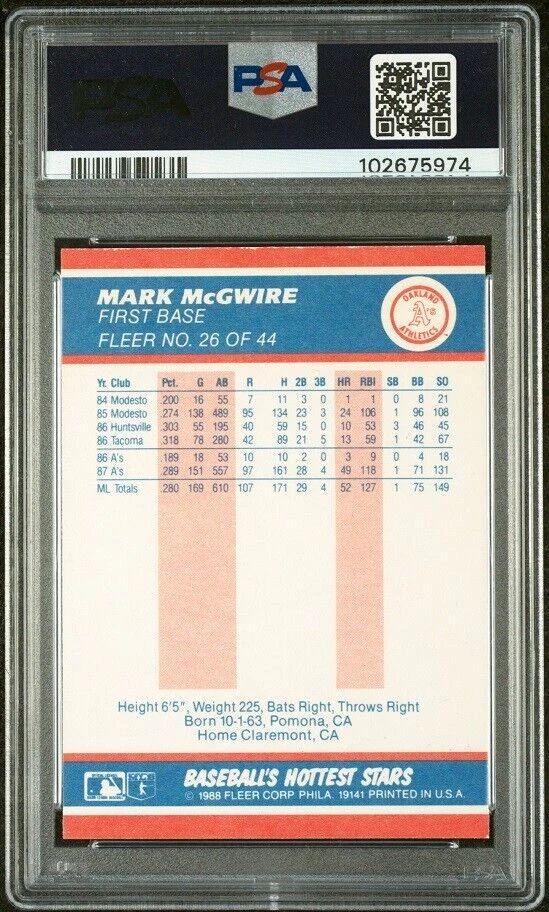 PSA PSA
102675974
MARK McGWIRE
FIRST BASE
FLEER NO. 26 OF 44
OAKLAND A's ATHLETICS
Yr. Club Pct. G AB R H 2B 3B HR RBI SB BB SO
84 Modesto .200 16 55 7 11 3 0 1 1 0 8 21
85 Modesto .274 138 489 95 134 23 3 24 106 1 96 108
86 Huntsville .303 55 195 40 59 15 0 10 53 3 46 45
86 Tacoma .318 78 280 42 89 21 5 13 59 1 42 67
86 A's .189 18 53 10 10 2 0 3 9 0 4 18
87 A's .289 151 557 97 161 28 4 49 118 1 71 131
ML Totals .280 169 610 107 171 29 4 52 127 1 75 149
Height 6'5", Weight 225, Bats Right, Throws Right
Born 10-1-63, Pomona, CA
Home Claremont, CA
BASEBALL'S HOTTEST STARS
© 1988 FLEER CORP PHILA. 19141 PRINTED IN U.S.A.
PSA